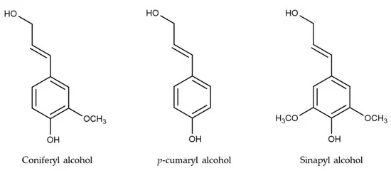 HO HO HO
OCH3 H3CO OCH3
OH OH OH
Coniferyl alcohol p-cumaryl alcohol Sinapyl alcohol